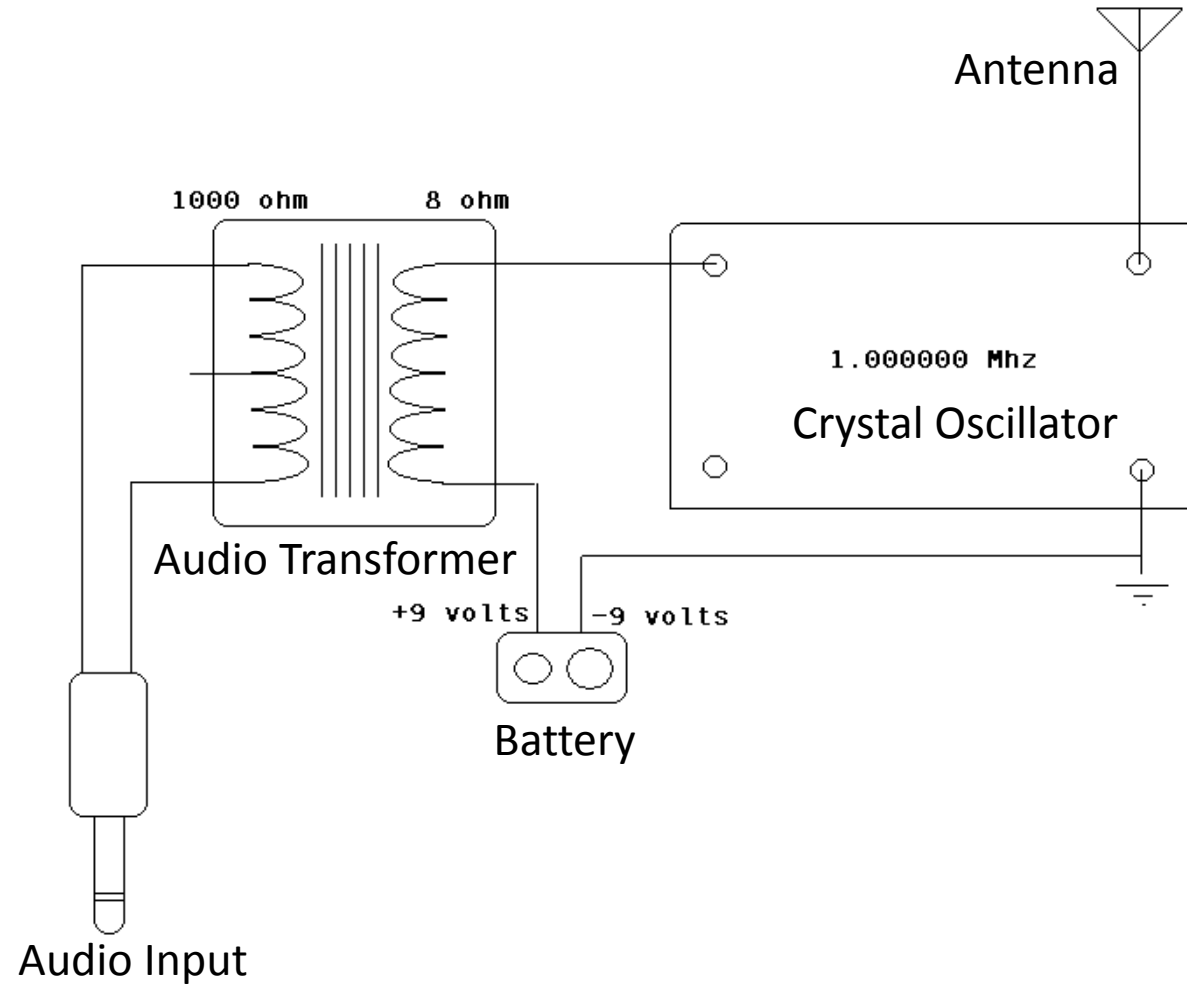 Antenna
1000 ohm 8 ohm
1.000000 Mhz
Crystal Oscillator
Audio Transformer
+9 volts -9 volts
Battery
Audio Input